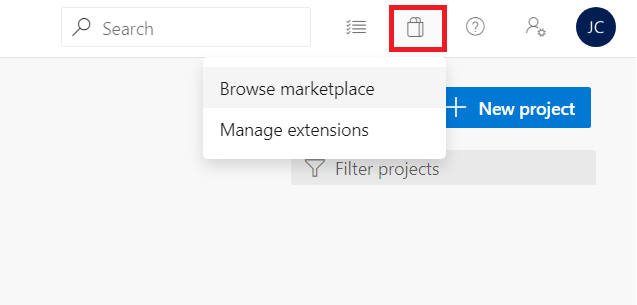 Search
JC
Browse marketplace
New project
Manage extensions
Filter projects